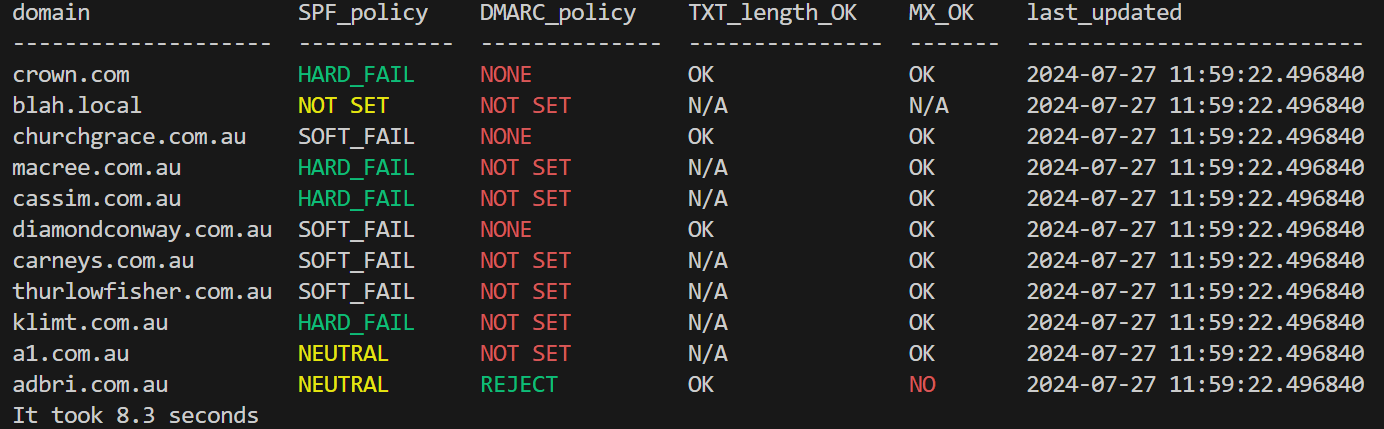 domain SPF_policy DMARC_policy TXT_length_OK MX_OK last_updated
-------------------- ------------ -------------- --------------- ------- --------------------------
crown.com HARD_FAIL NONE OK OK 2024-07-27 11:59:22.496840
blah.local NOT SET NOT SET N/A N/A 2024-07-27 11:59:22.496840
churchgrace.com.au SOFT_FAIL NONE OK OK 2024-07-27 11:59:22.496840
macree.com.au HARD_FAIL NOT SET N/A OK 2024-07-27 11:59:22.496840
cassim.com.au HARD_FAIL NOT SET N/A OK 2024-07-27 11:59:22.496840
diamondconway.com.au SOFT_FAIL NONE OK OK 2024-07-27 11:59:22.496840
carneys.com.au SOFT_FAIL NOT SET N/A OK 2024-07-27 11:59:22.496840
thurlowfisher.com.au SOFT_FAIL NOT SET N/A OK 2024-07-27 11:59:22.496840
klimt.com.au HARD_FAIL NOT SET N/A OK 2024-07-27 11:59:22.496840
a1.com.au NEUTRAL NOT SET N/A OK 2024-07-27 11:59:22.496840
adbri.com.au NEUTRAL REJECT OK NO 2024-07-27 11:59:22.496840
It took 8.3 seconds